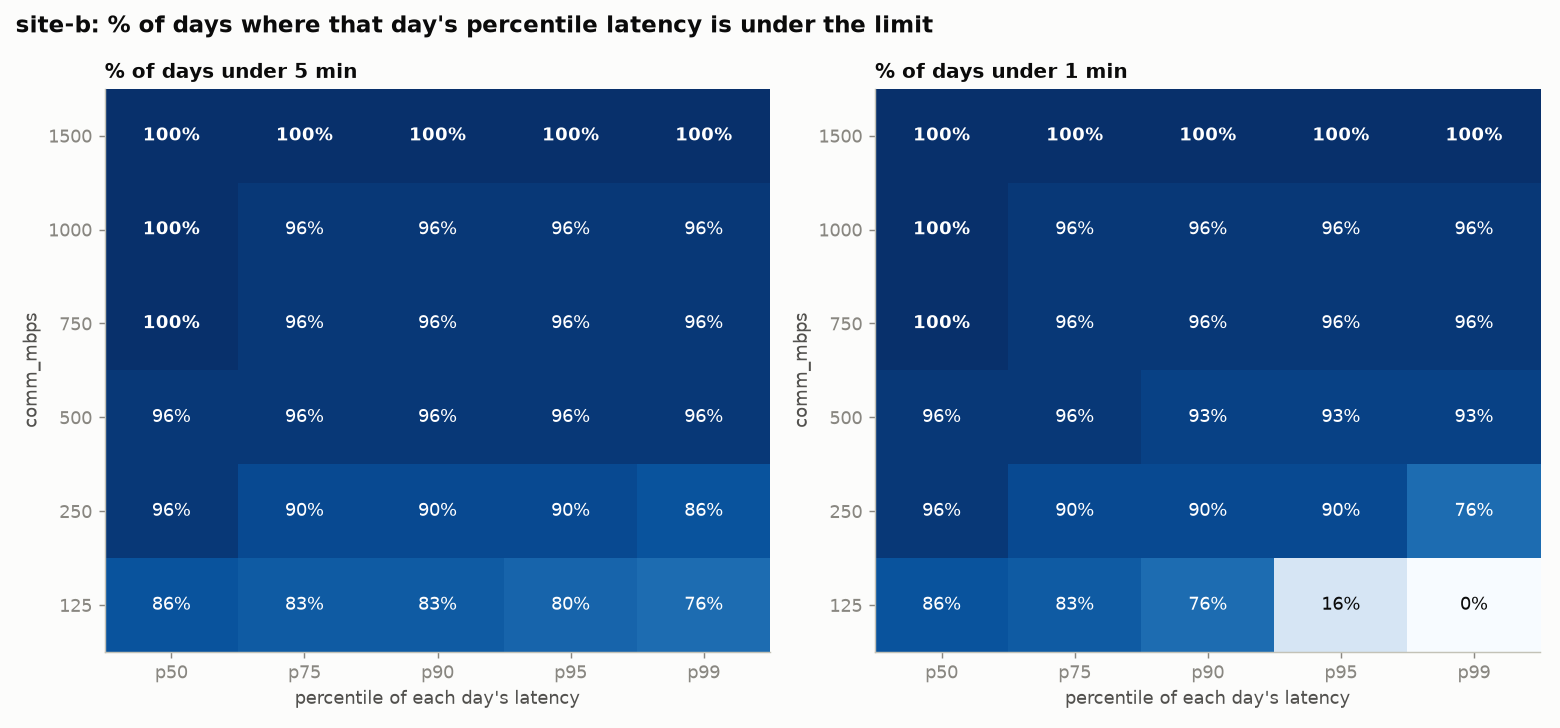 site-b: % of days where that day's percentile latency is under the limit
% of days under 5 min
comm_mbps
1500 100% 100% 100% 100% 100%
1000 100% 96% 96% 96% 96%
750 100% 96% 96% 96% 96%
500 96% 96% 96% 96% 96%
250 96% 90% 90% 90% 86%
125 86% 83% 83% 80% 76%
p50 p75 p90 p95 p99
percentile of each day's latency
% of days under 1 min
comm_mbps
1500 100% 100% 100% 100% 100%
1000 100% 96% 96% 96% 96%
750 100% 96% 96% 96% 96%
500 96% 96% 93% 93% 93%
250 96% 90% 90% 90% 76%
125 86% 83% 76% 16% 0%
p50 p75 p90 p95 p99
percentile of each day's latency